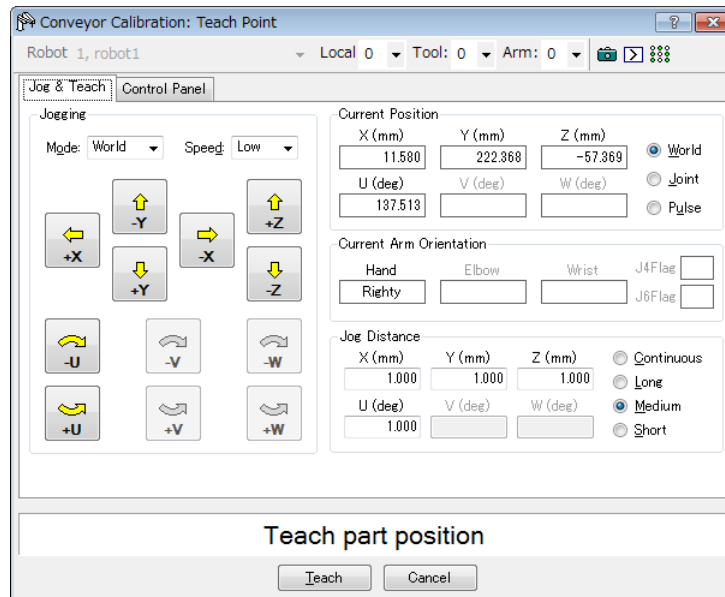 Conveyor Calibration: Teach Point
Robot 1, robot1 Local 0 Tool: 0 Arm: 0
Jog & Teach Control Panel
Jogging
Mode: World Speed: Low
-Y
+Z
+X
-X
+Y
-Z
-U -V -W
+U +V +W
Current Position
X (mm) Y (mm) Z (mm)
11.580 222.368 -57.369
U (deg) V (deg) W (deg)
137.513
World
Joint
Pulse
Current Arm Orientation
Hand Elbow Wrist J4Flag
Righty J6Flag
Jog Distance
X (mm) Y (mm) Z (mm)
1.000 1.000 1.000
U (deg) V (deg) W (deg)
1.000
Continuous
Long
Medium
Short
Teach part position
Teach Cancel